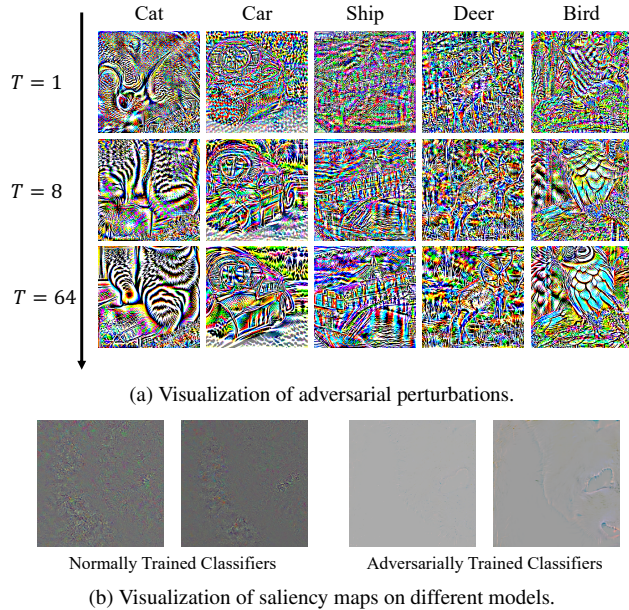 Cat Car Ship Deer Bird
T = 1
T = 8
T = 64
(a) Visualization of adversarial perturbations.
Normally Trained Classifiers Adversarially Trained Classifiers
(b) Visualization of saliency maps on different models.